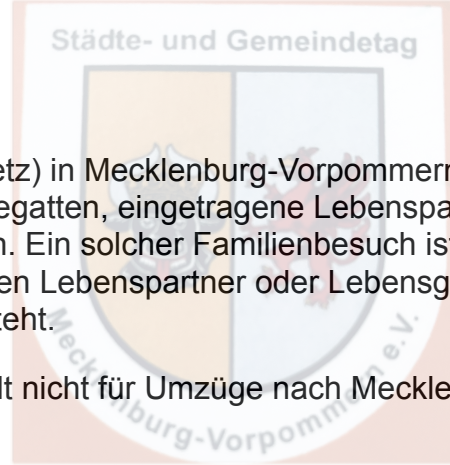 Städte- und Gemeindetag
etz) in Mecklenburg-Vorpommern
egatten, eingetragene Lebenspa
n. Ein solcher Familienbesuch ist
en Lebenspartner oder Lebensg
teht.
lt nicht für Umzüge nach Meckle
Mecklenburg-Vorpommern e.V.